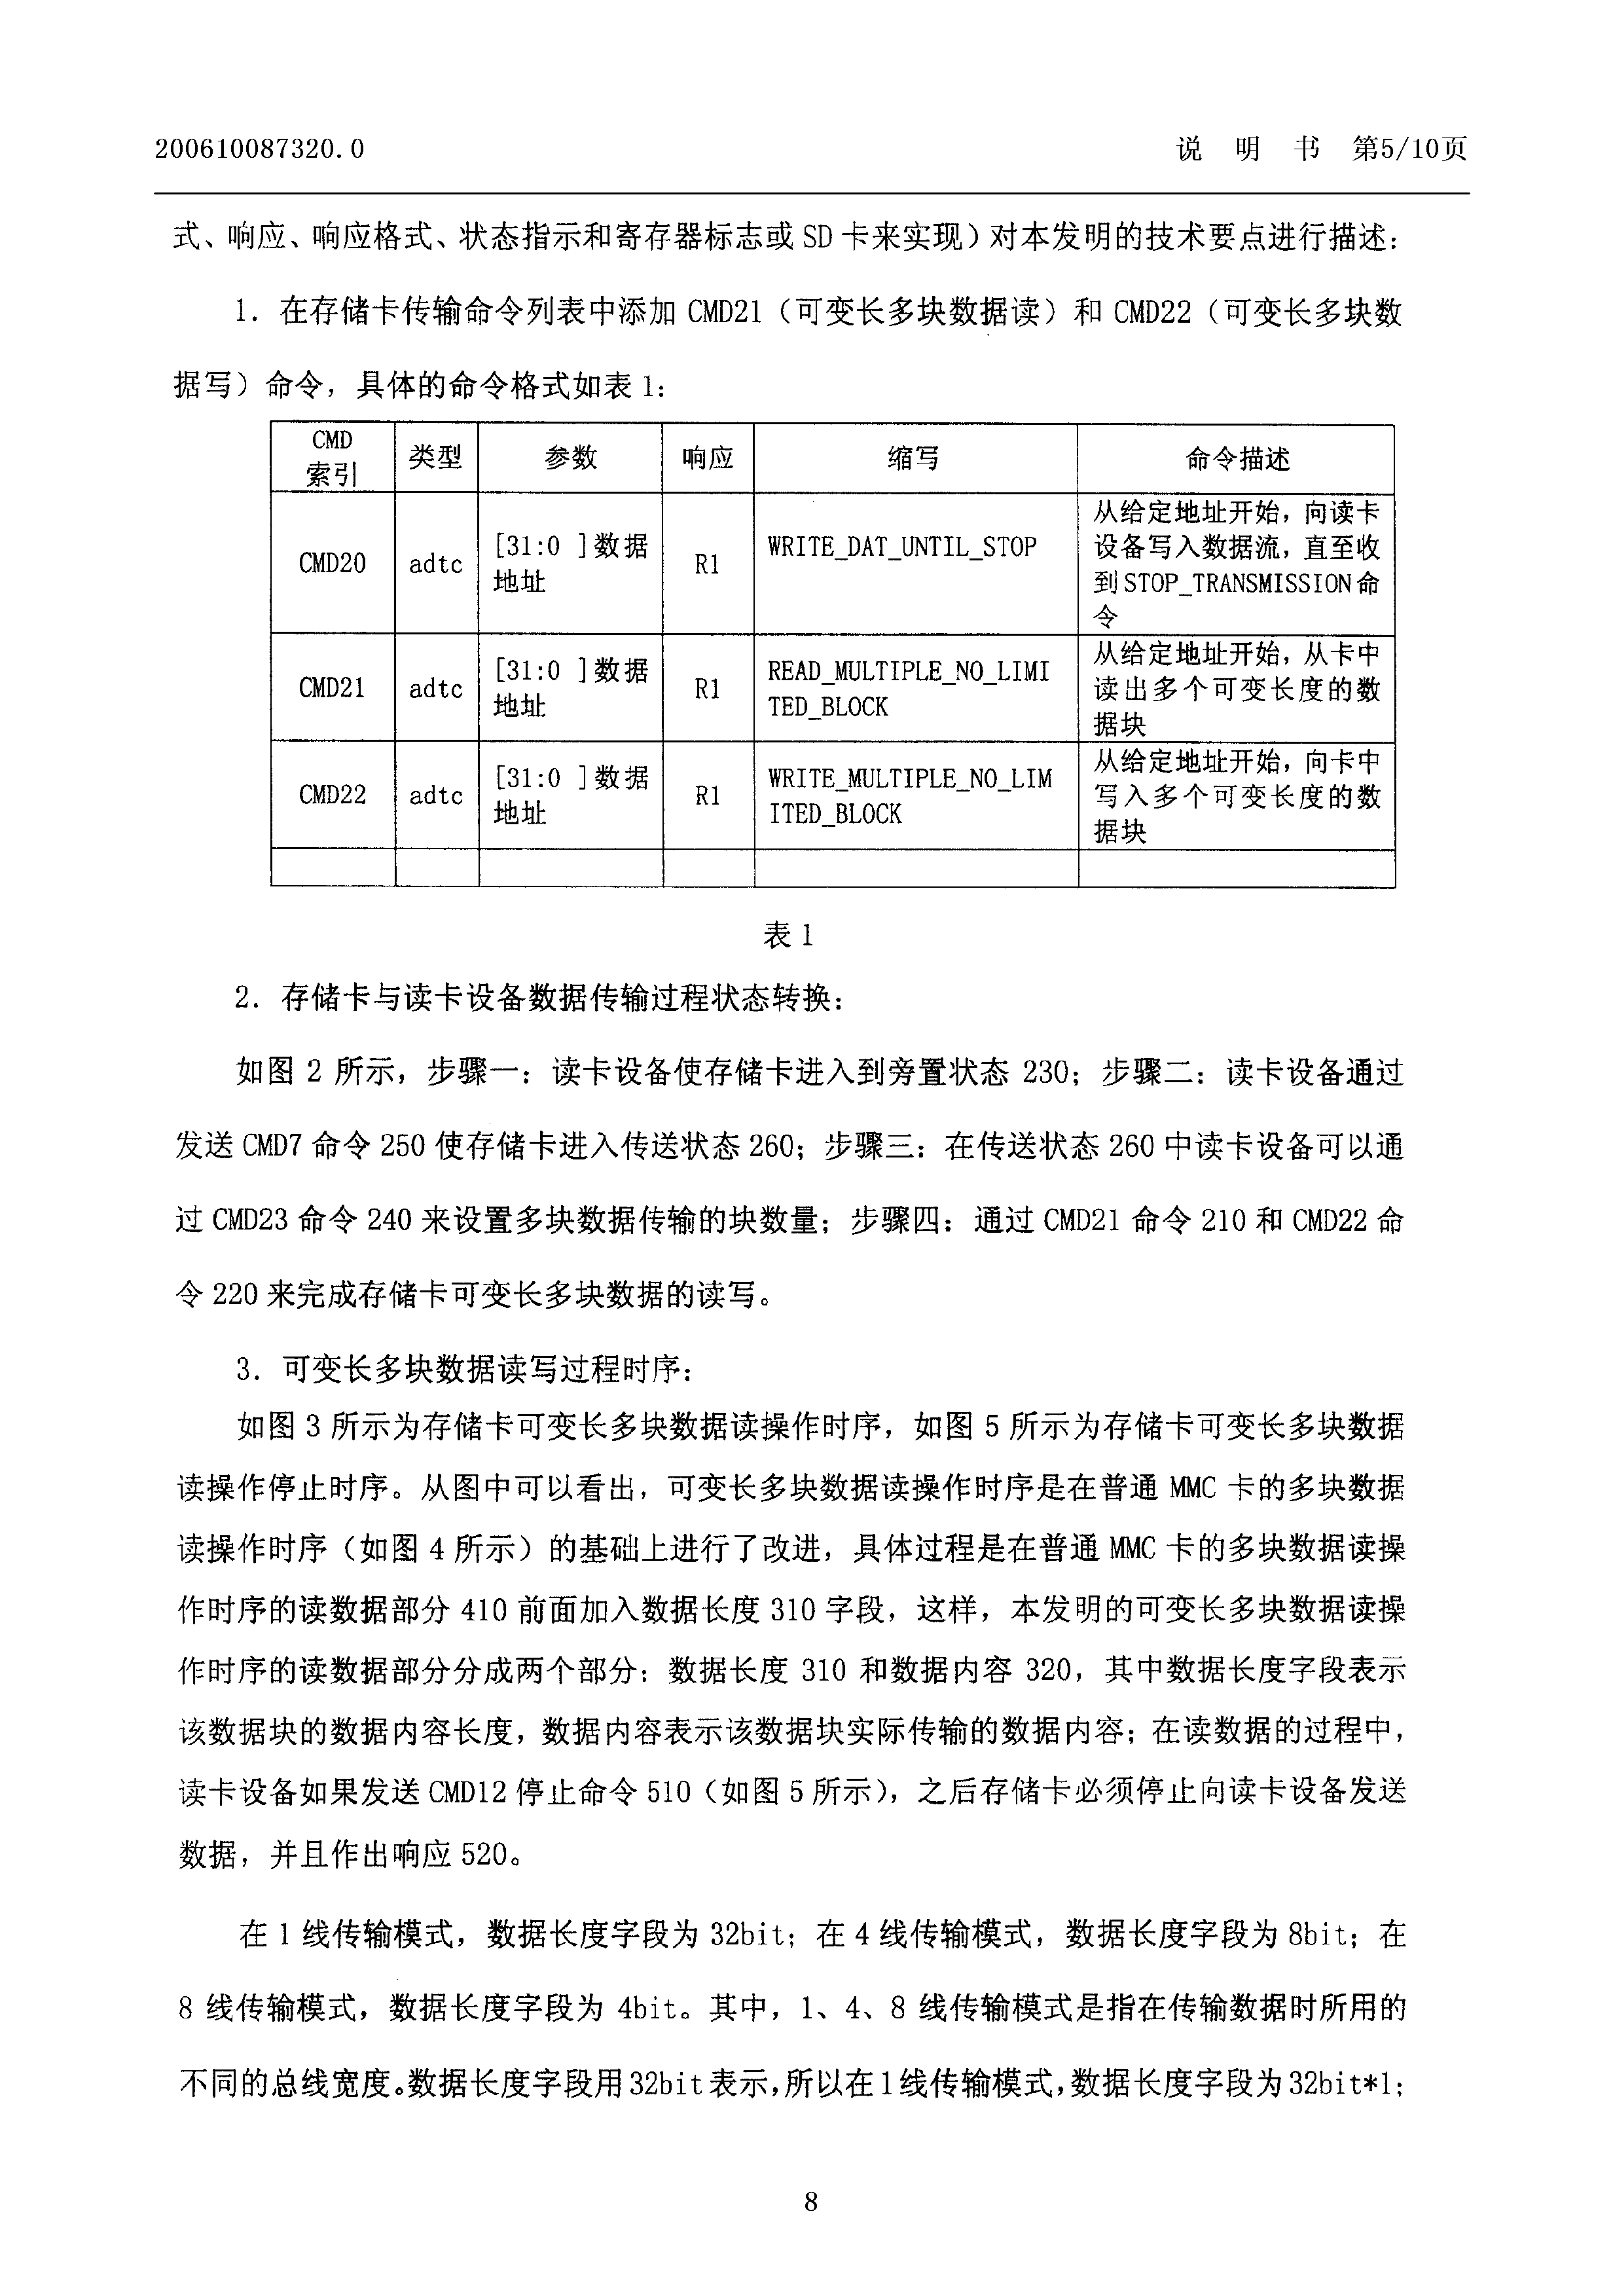 200610087320.0
说 明 书 第5/10页
式、响应、响应格式、状态指示和寄存器标志或 SD 卡来实现）对本发明的技术要点进行描述：
1. 在存储卡传输命令列表中添加 CMD21（可变长多块数据读）和 CMD22（可变长多块数
据写）命令，具体的命令格式如表 1：
CMD
索引
类型
参数
响应
缩写
命令描述
CMD20
adtc
[31:0 ]数据
地址
R1
WRITE_DAT_UNTIL_STOP
从给定地址开始，向读卡
设备写入数据流，直至收
到 STOP_TRANSMISSION 命
令
CMD21
adtc
[31:0 ]数据
地址
R1
READ_MULTIPLE_NO_LIMI
TED_BLOCK
从给定地址开始，从卡中
读出多个可变长度的数
据块
CMD22
adtc
[31:0 ]数据
地址
R1
WRITE_MULTIPLE_NO_LIM
ITED_BLOCK
从给定地址开始，向卡中
写入多个可变长度的数
据块
表 1
2. 存储卡与读卡设备数据传输过程状态转换：
如图 2 所示，步骤一：读卡设备使存储卡进入到旁置状态 230；步骤二：读卡设备通过
发送 CMD7 命令 250 使存储卡进入传送状态 260；步骤三：在传送状态 260 中读卡设备可以通
过 CMD23 命令 240 来设置多块数据传输的块数量；步骤四：通过 CMD21 命令 210 和 CMD22 命
令 220 来完成存储卡可变长多块数据的读写。
3. 可变长多块数据读写过程时序：
如图 3 所示为存储卡可变长多块数据读操作时序，如图 5 所示为存储卡可变长多块数据
读操作停止时序。从图中可以看出，可变长多块数据读操作时序是在普通 MMC 卡的多块数据
读操作时序（如图 4 所示）的基础上进行了改进，具体过程是在普通 MMC 卡的多块数据读操
作时序的读数据部分 410 前面加入数据长度 310 字段，这样，本发明的可变长多块数据读操
作时序的读数据部分分成两个部分：数据长度 310 和数据内容 320，其中数据长度字段表示
该数据块的数据内容长度，数据内容表示该数据块实际传输的数据内容；在读数据的过程中，
读卡设备如果发送 CMD12 停止命令 510（如图 5 所示），之后存储卡必须停止向读卡设备发送
数据，并且作出响应 520。
在 1 线传输模式，数据长度字段为 32bit；在 4 线传输模式，数据长度字段为 8bit；在
8 线传输模式，数据长度字段为 4bit。其中，1、4、8 线传输模式是指在传输数据时所用的
不同的总线宽度。数据长度字段用 32bit 表示，所以在 1 线传输模式，数据长度字段为 32bit*1；
8